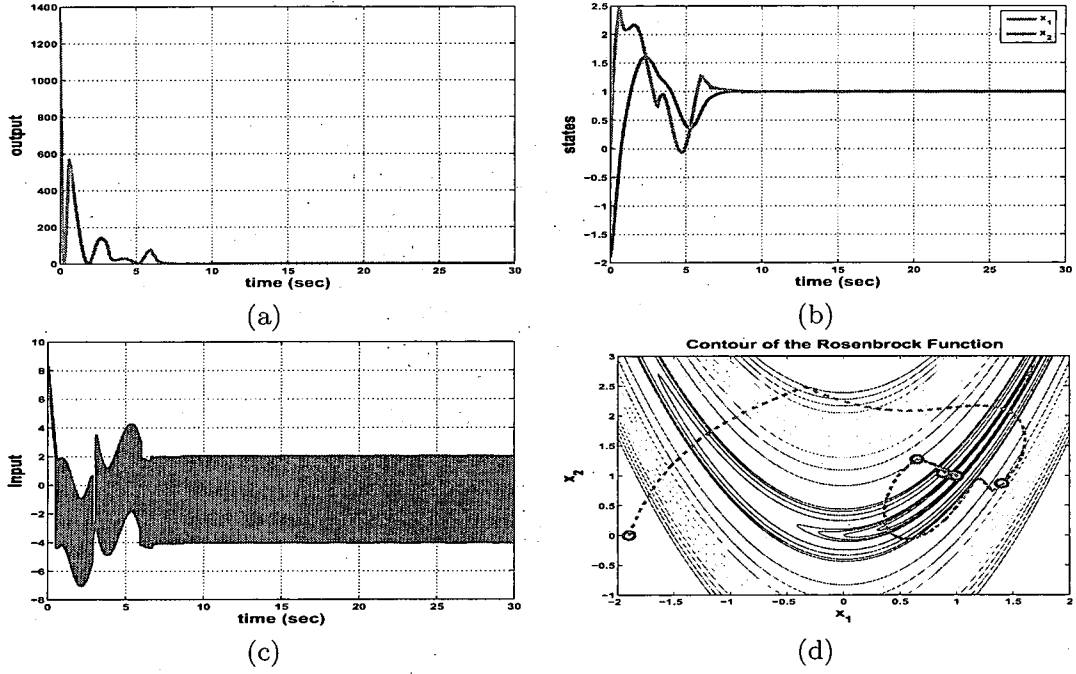 1400
1200
1000
800
600
400
200
0
output
0 5 10 15 20 25 30
time (sec)
(a)
2.5
2
1.5
1
0.5
0
−0.5
−1
−1.5
−2
states
x1
x2
0 5 10 15 20 25 30
time (sec)
(b)
10
8
6
4
2
0
−2
−4
−6
−8
Input
0 5 10 15 20 25 30
time (sec)
(c)
Contour of the Rosenbrock Function
3
2.5
2
1.5
1
0.5
0
−0.5
−1
x2
−2 −1.5 −1 −0.5 0 0.5 1 1.5 2
x1
(d)